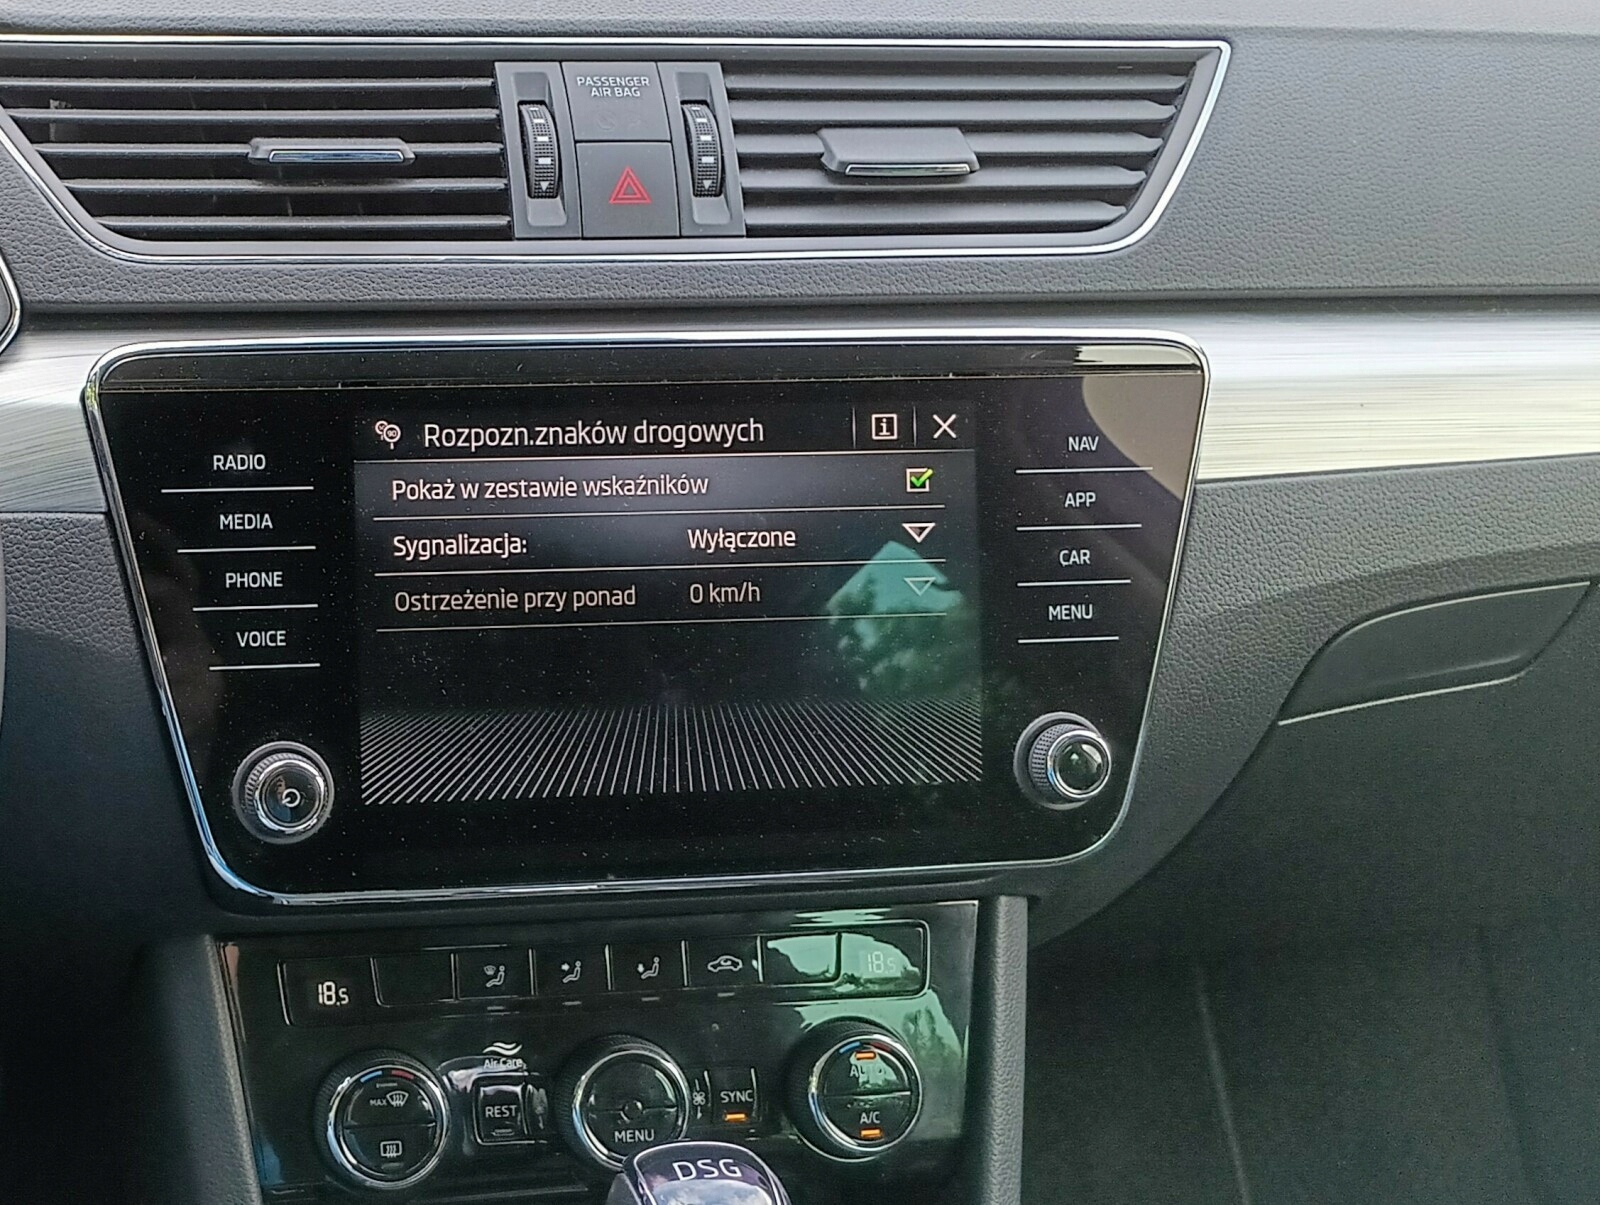 PASSENGER
AIR BAG
Rozpozn.znaków drogowych
Pokaż w zestawie wskaźników
Sygnalizacja: Wyłączone
Ostrzeżenie przy ponad 0 km/h
RADIO
MEDIA
PHONE
VOICE
NAV
APP
CAR
MENU
18.5
18.5
Air Care
MAX
REST
MENU
SYNC
AUTO
A/C
DSG